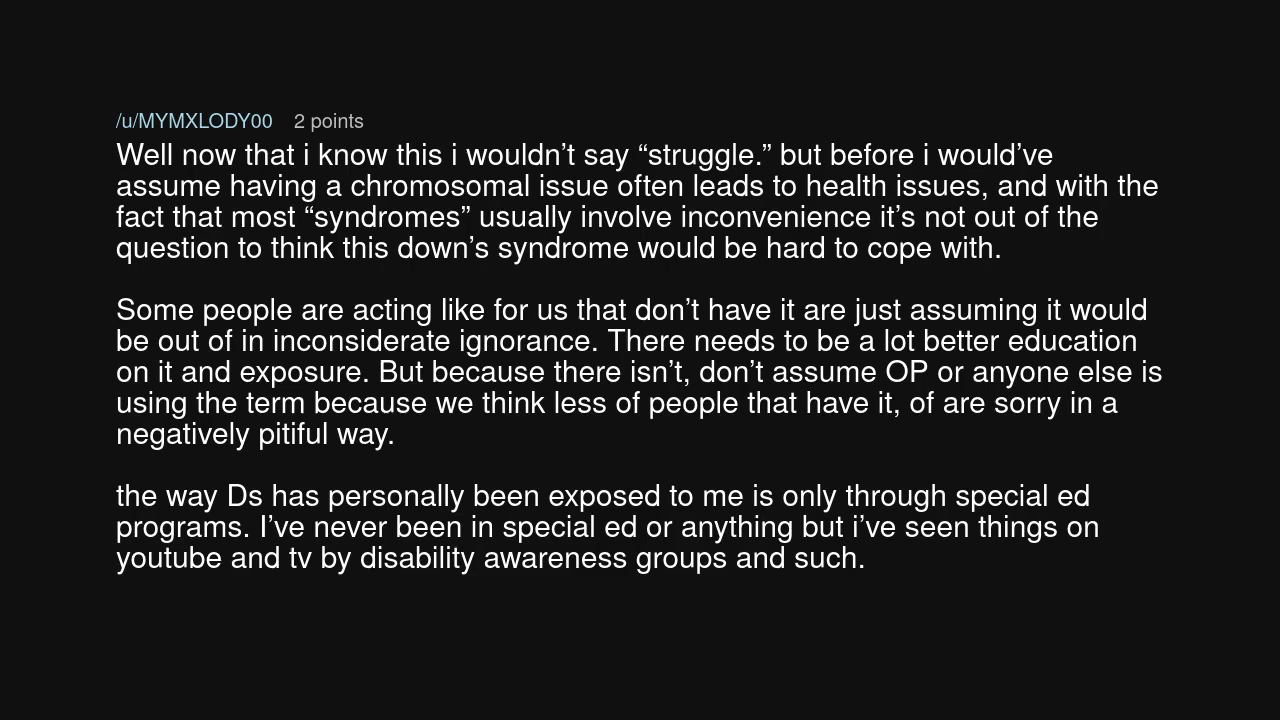 /u/MYMXLODY00 2 points
Well now that i know this i wouldn’t say “struggle.” but before i would’ve
assume having a chromosomal issue often leads to health issues, and with the
fact that most “syndromes” usually involve inconvenience it’s not out of the
question to think this down’s syndrome would be hard to cope with.
Some people are acting like for us that don’t have it are just assuming it would
be out of in inconsiderate ignorance. There needs to be a lot better education
on it and exposure. But because there isn’t, don’t assume OP or anyone else is
using the term because we think less of people that have it, of are sorry in a
negatively pitiful way.
the way Ds has personally been exposed to me is only through special ed
programs. I’ve never been in special ed or anything but i’ve seen things on
youtube and tv by disability awareness groups and such.